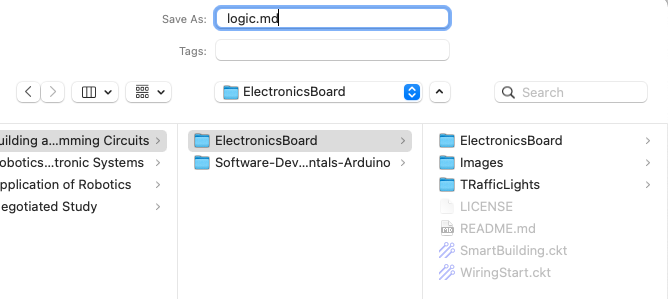 Save As: logic.md
Tags:
ElectronicsBoard
Search
uilding a...mming Circuits
obotics...tronic Systems
pplication of Robotics
egotiated Study
ElectronicsBoard
Software-Dev...ntals-Arduino
ElectronicsBoard
Images
TRafficLights
LICENSE
README.md
SmartBuilding.ckt
WiringStart.ckt